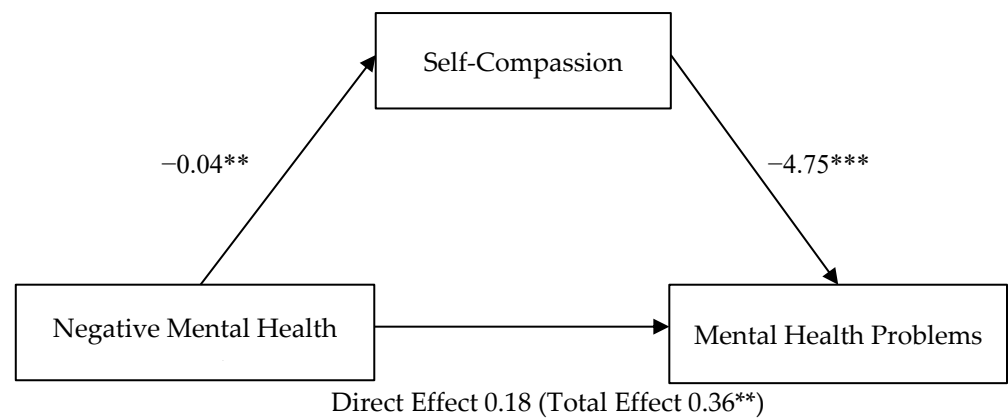 Self-Compassion
−0.04**
−4.75***
Negative Mental Health
Mental Health Problems
Direct Effect 0.18 (Total Effect 0.36**)